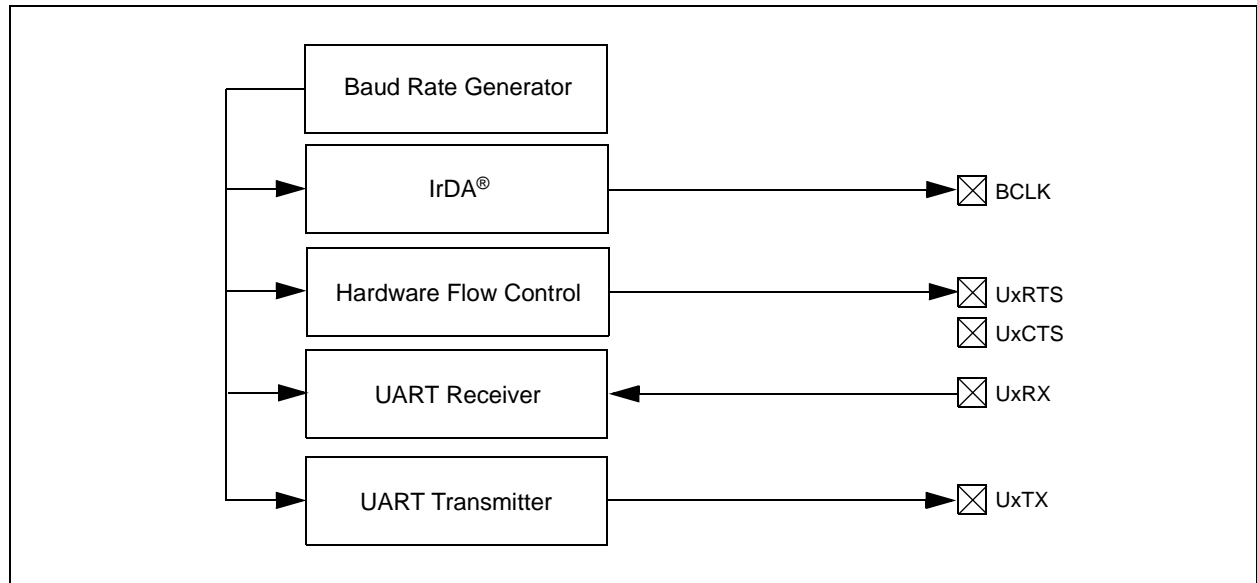 Baud Rate Generator
IrDA®
BCLK
Hardware Flow Control
UxRTS
UxCTS
UART Receiver
UxRX
UART Transmitter
UxTX